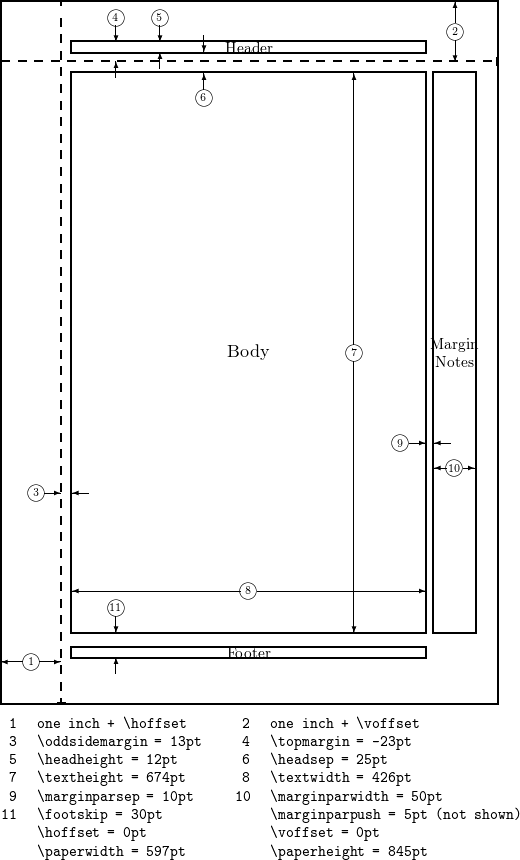 4 5
2
Header
6
Body
7
Margin
Notes
9
10
3
8
11
Footer
1
1 one inch + \hoffset 2 one inch + \voffset
3 \oddsidemargin = 13pt 4 \topmargin = -23pt
5 \headheight = 12pt 6 \headsep = 25pt
7 \textheight = 674pt 8 \textwidth = 426pt
9 \marginparsep = 10pt 10 \marginparwidth = 50pt
11 \footskip = 30pt \marginparpush = 5pt (not shown)
\hoffset = 0pt \voffset = 0pt
\paperwidth = 597pt \paperheight = 845pt